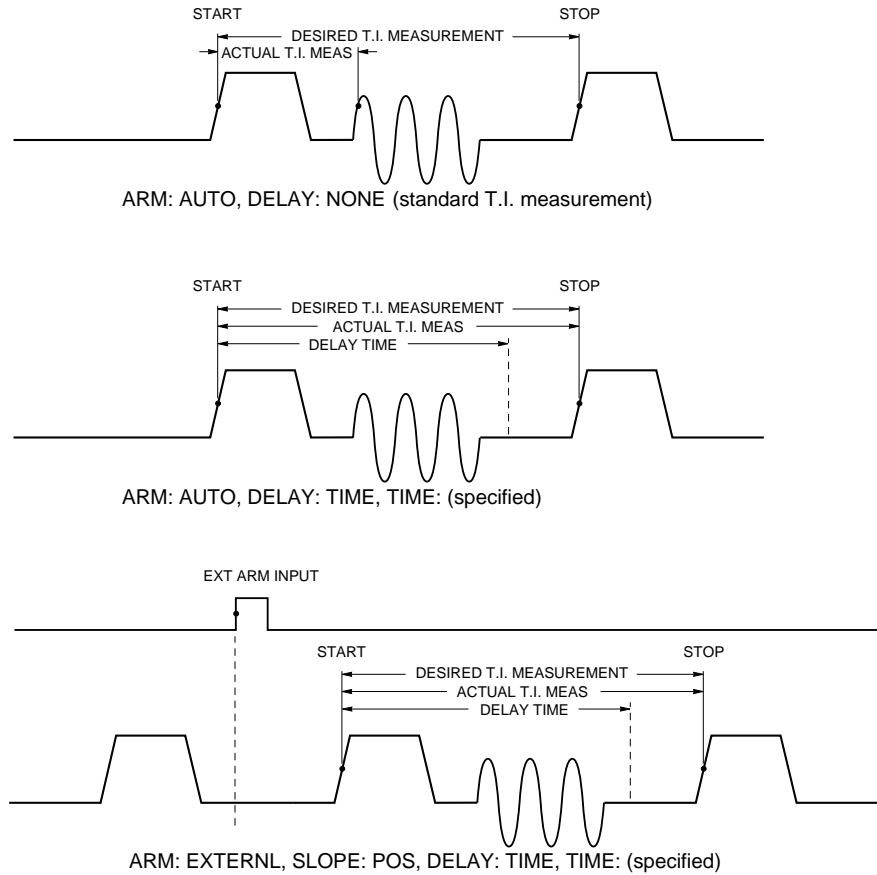 START STOP
DESIRED T.I. MEASUREMENT
ACTUAL T.I. MEAS
ARM: AUTO, DELAY: NONE (standard T.I. measurement)
START STOP
DESIRED T.I. MEASUREMENT
ACTUAL T.I. MEAS
DELAY TIME
ARM: AUTO, DELAY: TIME, TIME: (specified)
EXT ARM INPUT
START STOP
DESIRED T.I. MEASUREMENT
ACTUAL T.I. MEAS
DELAY TIME
ARM: EXTERNL, SLOPE: POS, DELAY: TIME, TIME: (specified)